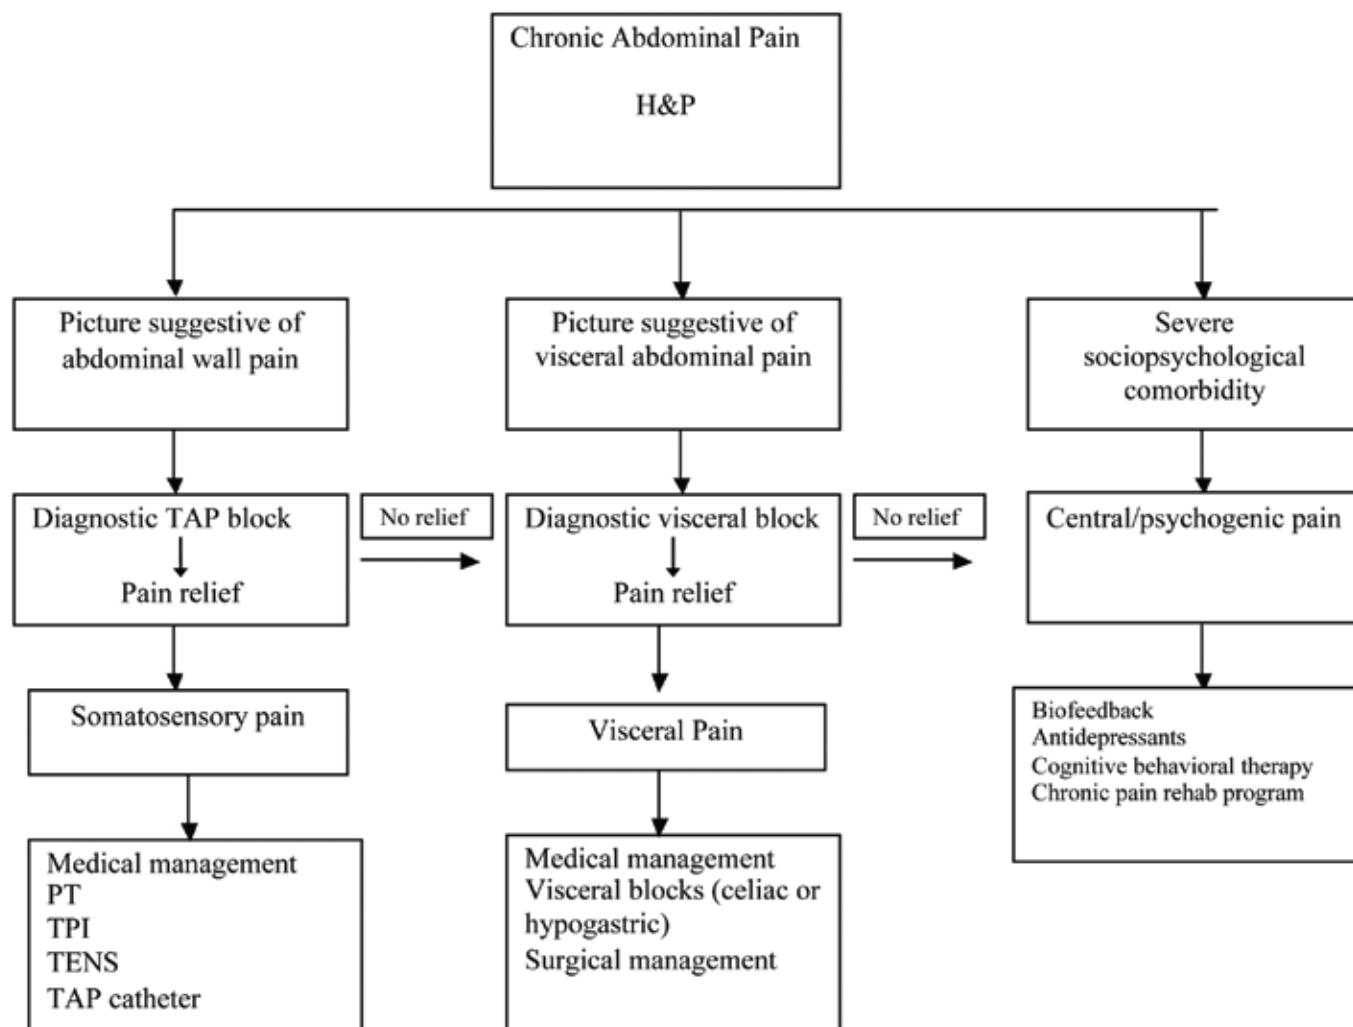 Chronic Abdominal Pain
H&P
Picture suggestive of
abdominal wall pain
Picture suggestive of
visceral abdominal pain
Severe
sociopsychological
comorbidity
Diagnostic TAP block
Pain relief
No relief
Diagnostic visceral block
Pain relief
No relief
Central/psychogenic pain
Somatosensory pain
Visceral Pain
Biofeedback
Antidepressants
Cognitive behavioral therapy
Chronic pain rehab program
Medical management
PT
TPI
TENS
TAP catheter
Medical management
Visceral blocks (celiac or
hypogastric)
Surgical management